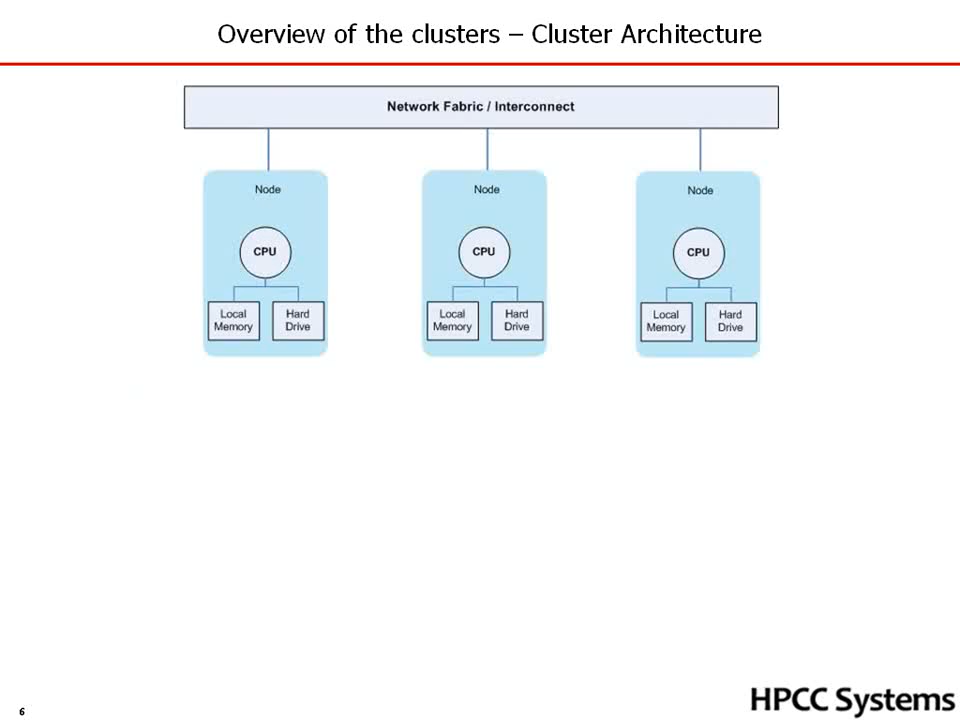 Overview of the clusters – Cluster Architecture
Network Fabric / Interconnect
Node
CPU
Local
Memory
Hard
Drive
Node
CPU
Local
Memory
Hard
Drive
Node
CPU
Local
Memory
Hard
Drive
6
HPCC Systems